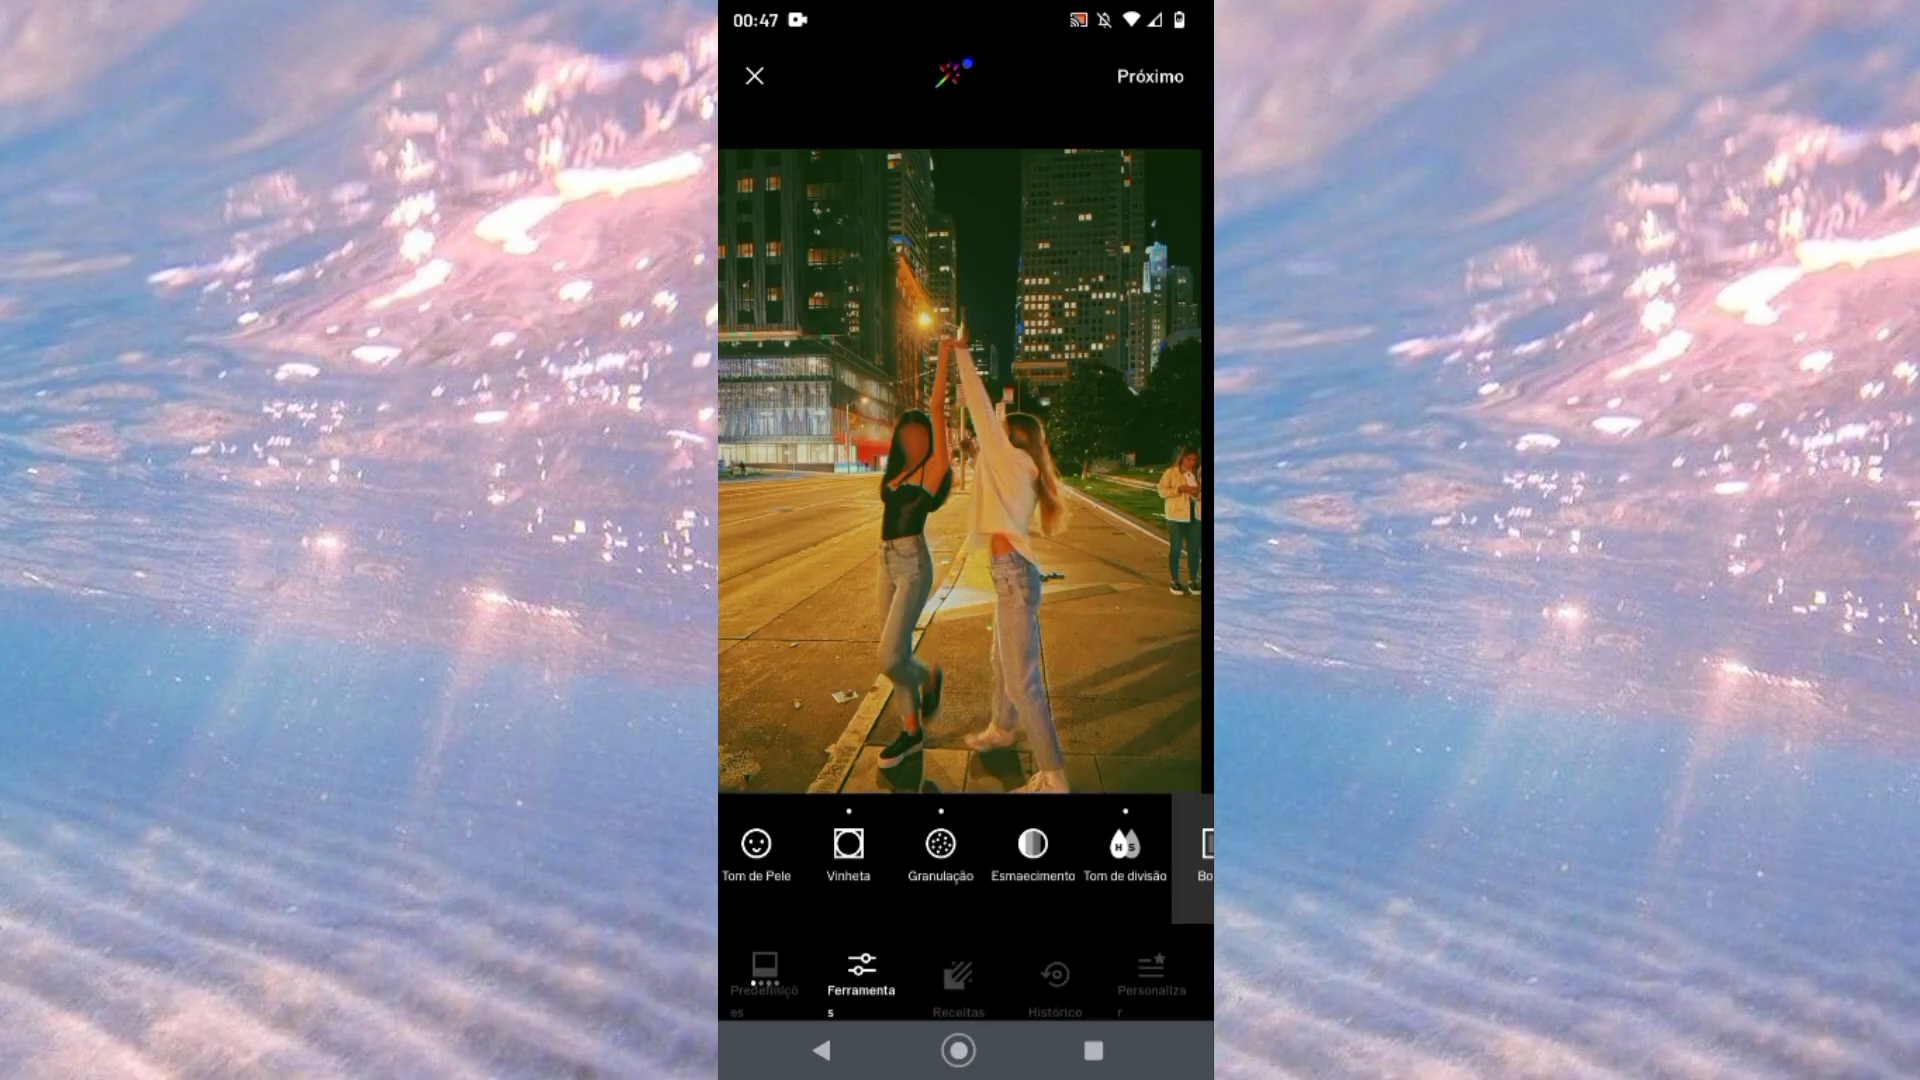 00:47
Próximo
Tom de Pele Vinheta Granulação Esmaecimento Tom de divisão Bo
Predefiniçõ Ferramenta Personaliza
es s Receitas Histórico r